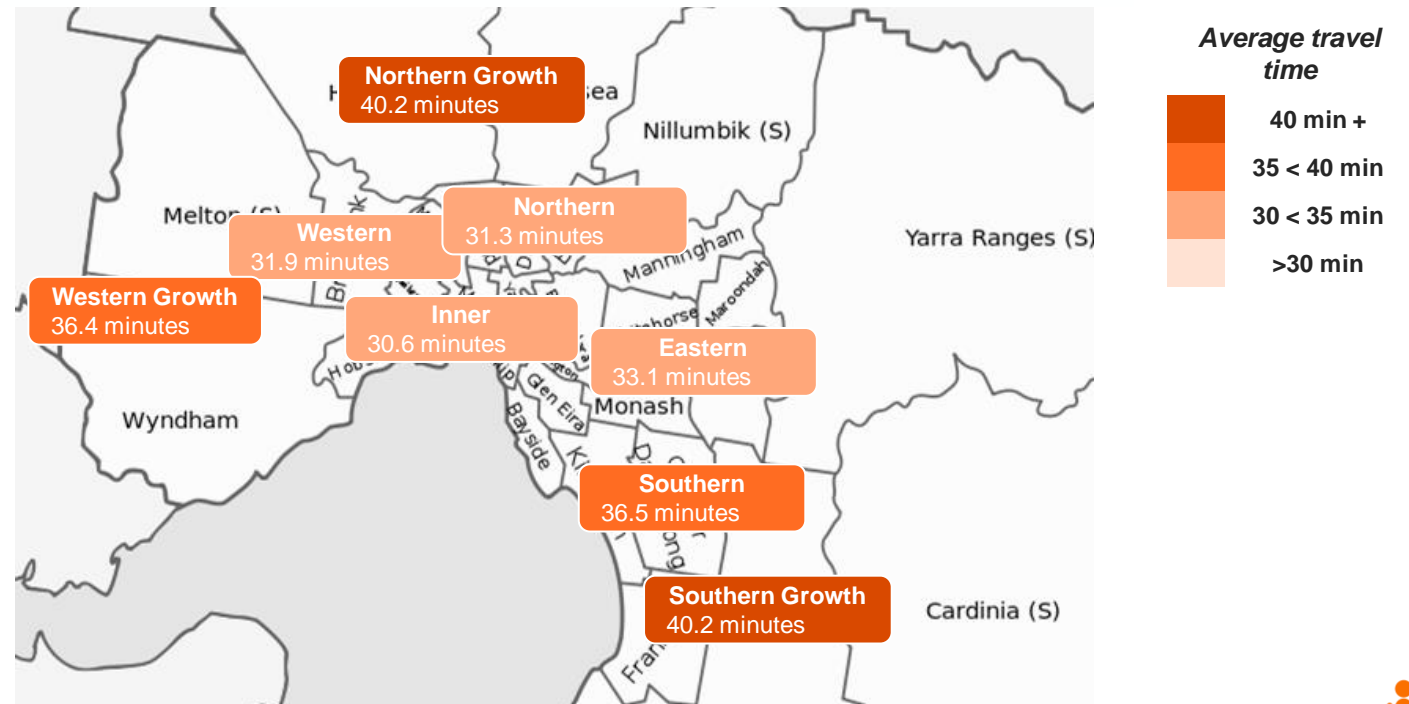 Northern Growth
40.2 minutes
Nillumbik (S)
Northern
31.3 minutes
Western
31.9 minutes
Manningham
Yarra Ranges (S)
Maroondah
Western Growth
36.4 minutes
Inner
30.6 minutes
Eastern
33.1 minutes
Glen Eira
Monash
Wyndham
Bayside
Southern
36.5 minutes
Southern Growth
40.2 minutes
Cardinia (S)
Average travel
time
40 min +
35 < 40 min
30 < 35 min
>30 min